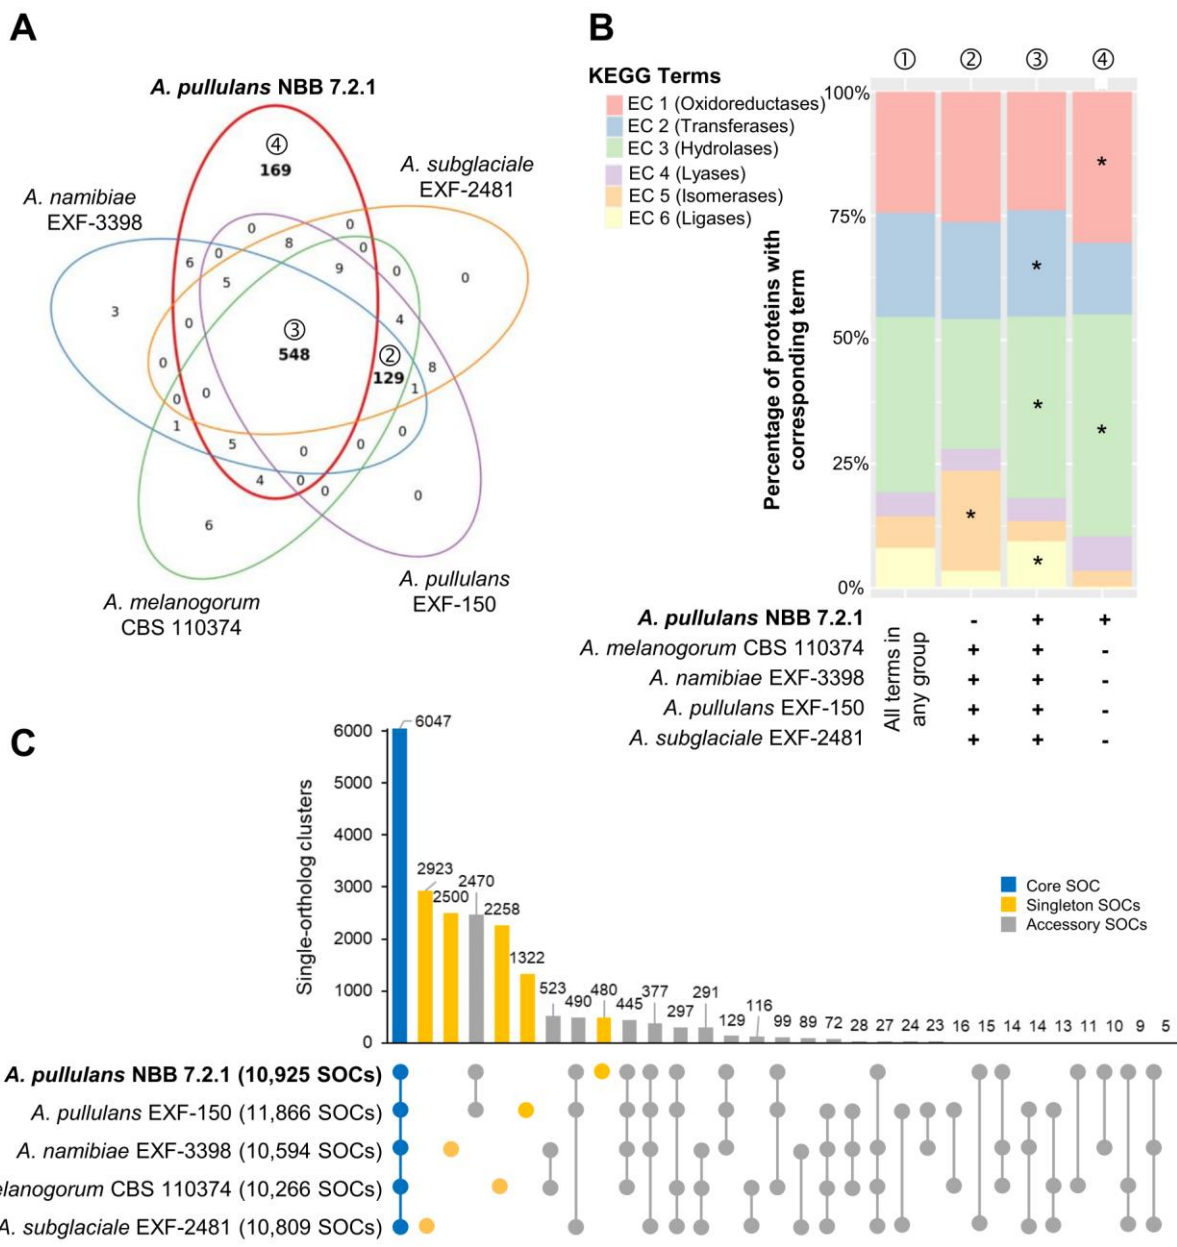 A
A. pullulans NBB 7.2.1
④
169
A. subglaciale
EXF-2481
A. namibiae
EXF-3398
0
0
8
0
0
6
9
0
0
5
3
0
4
③
548
②
129
8
1
0
0
0
1
5
0
0
0
4
0
0
0
6
A. melanogorum
CBS 110374
A. pullulans
EXF-150
B
① ② ③ ④
KEGG Terms
EC 1 (Oxidoreductases)
EC 2 (Transferases)
EC 3 (Hydrolases)
EC 4 (Lyases)
EC 5 (Isomerases)
EC 6 (Ligases)
Percentage of proteins with
corresponding term
100%
75%
50%
25%
0%
*
*
*
*
*
*
All terms in
any group
A. pullulans NBB 7.2.1 - + +
A. melanogorum CBS 110374 + + -
A. namibiae EXF-3398 + + -
A. pullulans EXF-150 + + -
A. subglaciale EXF-2481 + + -
C
Single-ortholog clusters
6000
5000
4000
3000
2000
1000
0
6047 2923 2500 2470 2258 1322 523 490 480 445 377 297 291 129 116 99 89 72 28 27 24 23 16 15 14 14 13 11 10 9 5
Core SOC
Singleton SOCs
Accessory SOCs
A. pullulans NBB 7.2.1 (10,925 SOCs)
A. pullulans EXF-150 (11,866 SOCs)
A. namibiae EXF-3398 (10,594 SOCs)
elanogorum CBS 110374 (10,266 SOCs)
A. subglaciale EXF-2481 (10,809 SOCs)